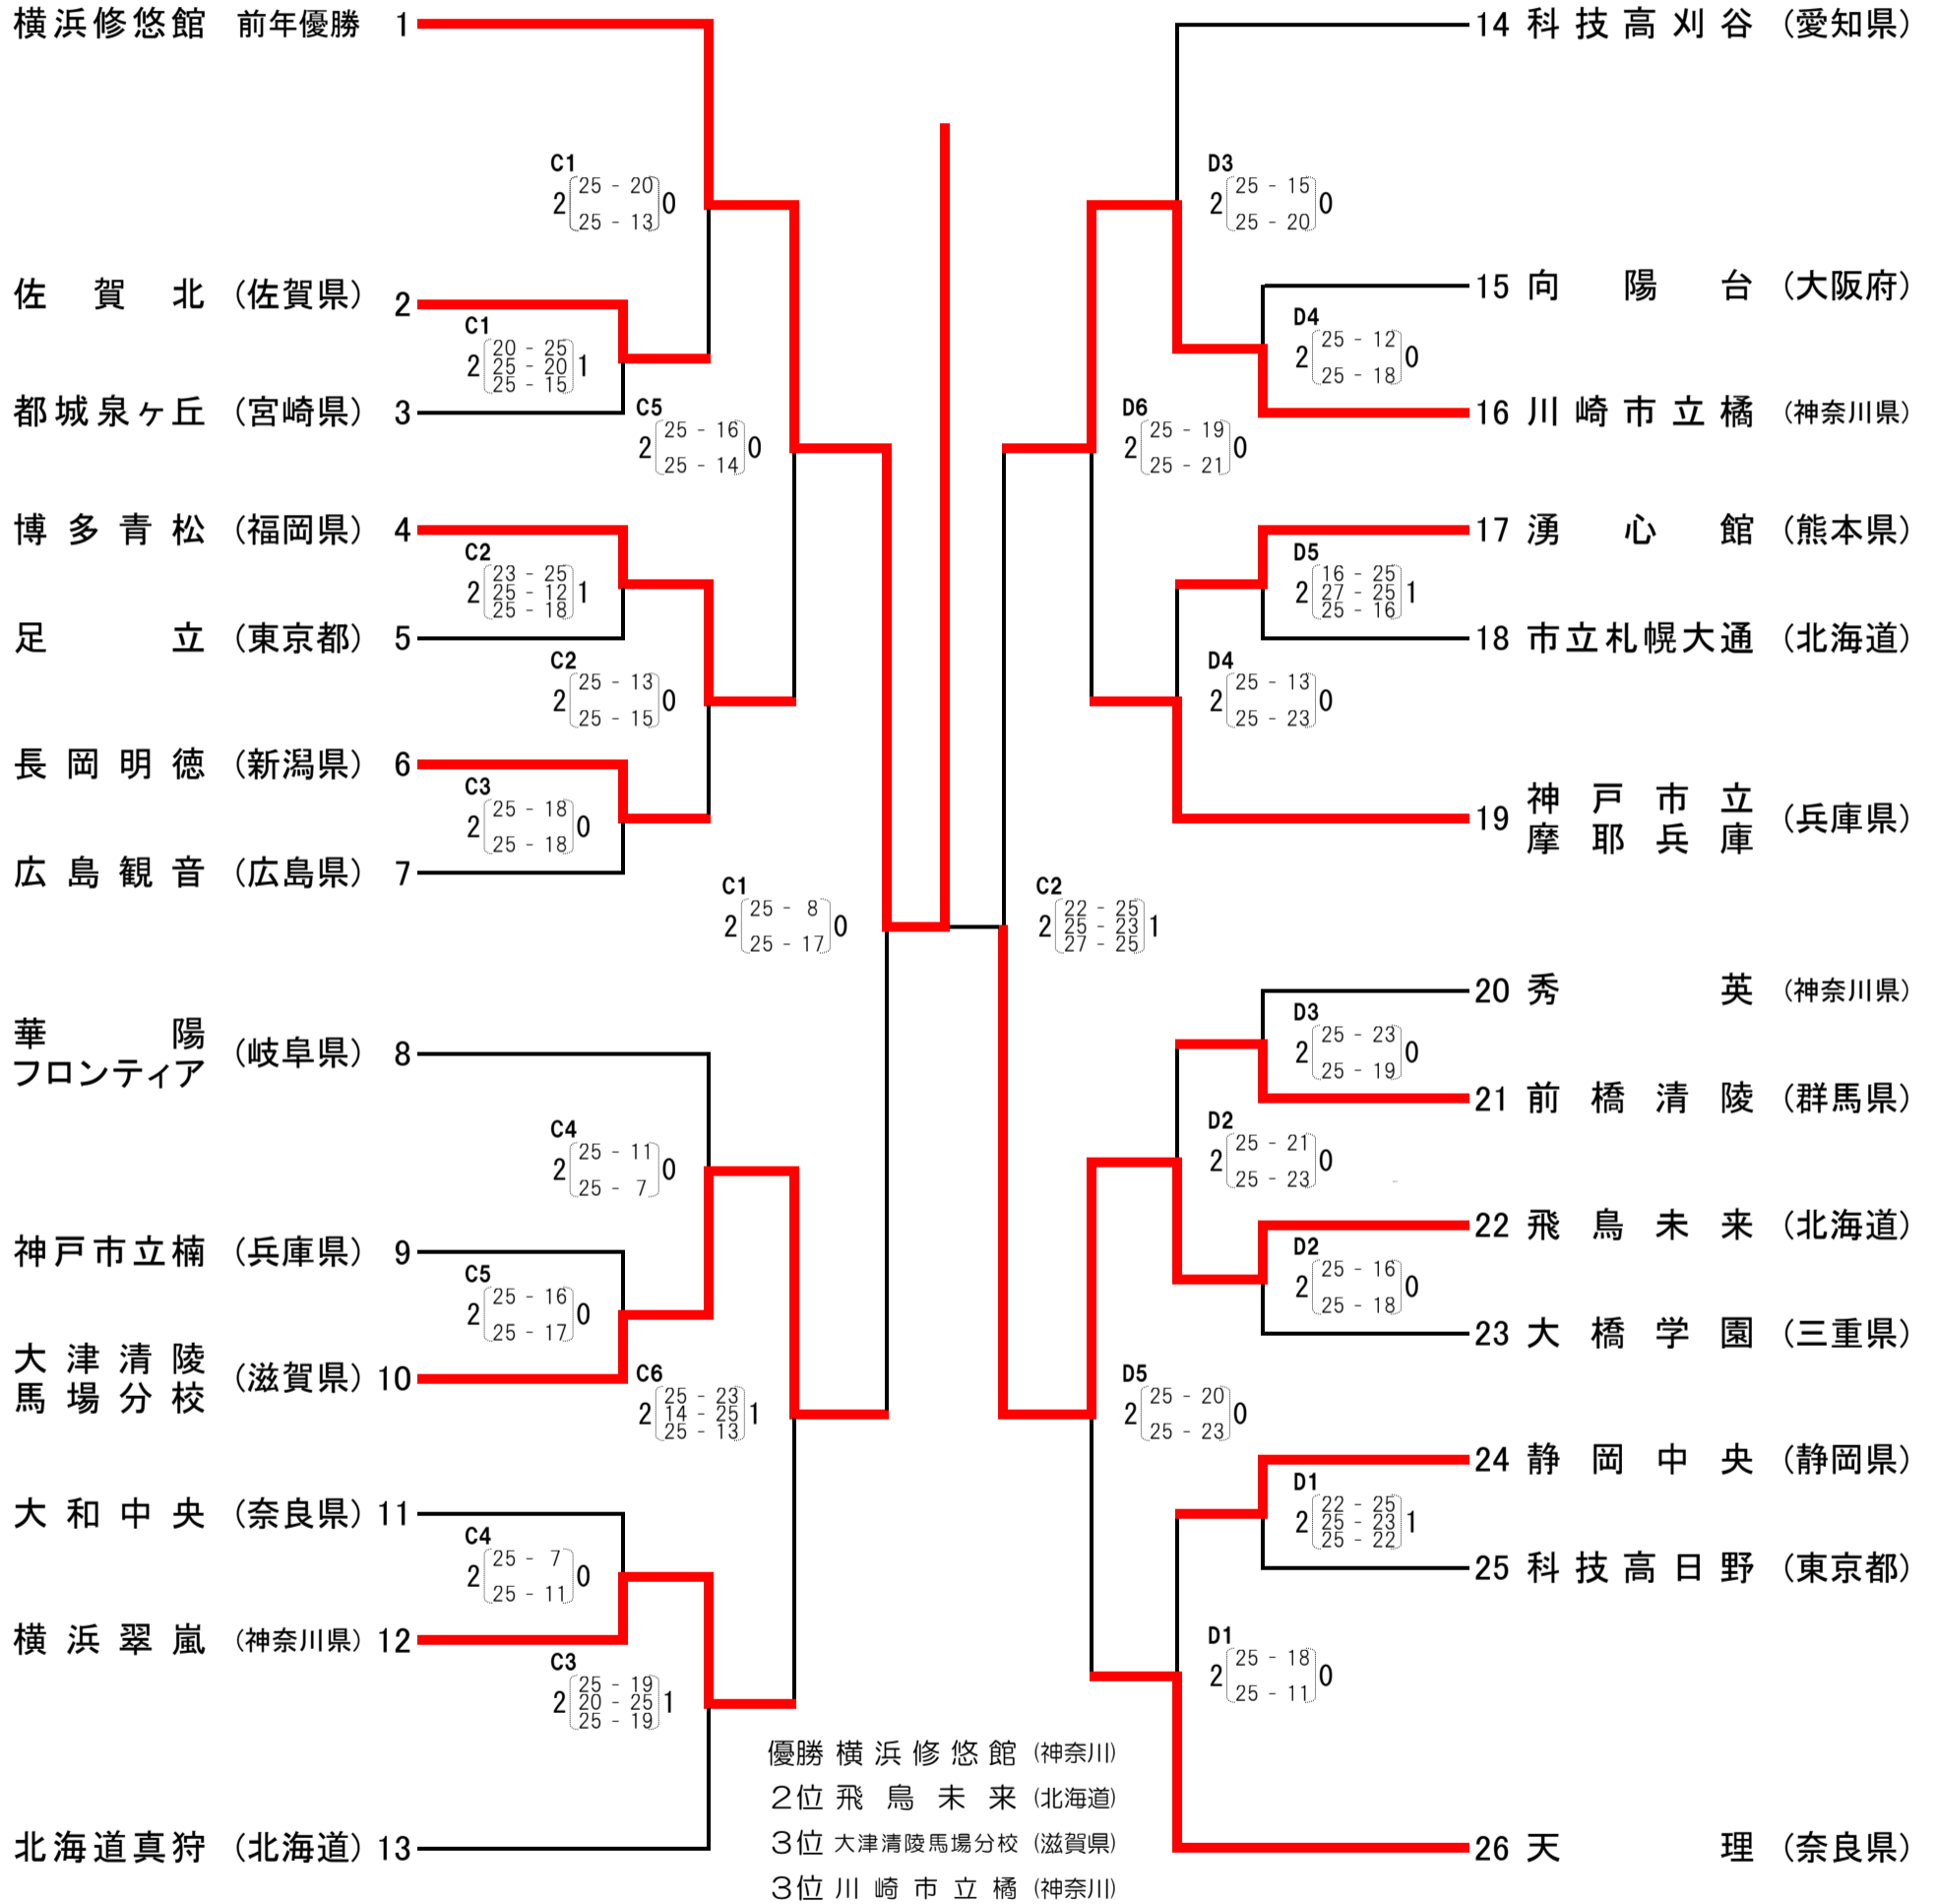 横浜修悠館 前年優勝 1
C1
2 25 - 20 0
25 - 13
佐賀北 (佐賀県) 2
C1
20 - 25
2 25 - 20 1
25 - 15
都城泉ヶ丘 (宮崎県) 3
C5
2 25 - 16 0
25 - 14
博多青松 (福岡県) 4
C2
23 - 25
2 25 - 12 1
25 - 18
足立 (東京都) 5
C2
2 25 - 13 0
25 - 15
長岡明徳 (新潟県) 6
C3
2 25 - 18 0
25 - 18
広島観音 (広島県) 7
C1
2 25 - 8 0
25 - 17
華陽
フロンティア (岐阜県) 8
C4
2 25 - 11 0
25 - 7
神戸市立楠 (兵庫県) 9
C5
2 25 - 16 0
25 - 17
大津清陵
馬場分校 (滋賀県) 10
C6
25 - 23
2 14 - 25 1
25 - 13
大和中央 (奈良県) 11
C4
2 25 - 7 0
25 - 11
横浜翠嵐 (神奈川県) 12
C3
25 - 19
2 20 - 25 1
25 - 19
北海道真狩 (北海道) 13
14 科技高刈谷 (愛知県)
D3
2 25 - 15 0
25 - 20
15 向陽台 (大阪府)
D4
2 25 - 12 0
25 - 18
16 川崎市立橘 (神奈川県)
D6
2 25 - 19 0
25 - 21
17 湧心館 (熊本県)
D5
16 - 25
2 27 - 25 1
25 - 16
18 市立札幌大通 (北海道)
D4
2 25 - 13 0
25 - 23
19 神戸市立
摩耶兵庫 (兵庫県)
C2
22 - 25
2 25 - 23 1
27 - 25
20 秀英 (神奈川県)
D3
2 25 - 23 0
25 - 19
21 前橋清陵 (群馬県)
D2
2 25 - 21 0
25 - 23
22 飛鳥未来 (北海道)
D2
2 25 - 16 0
25 - 18
23 大橋学園 (三重県)
D5
2 25 - 20 0
25 - 23
24 静岡中央 (静岡県)
D1
22 - 25
2 25 - 23 1
25 - 22
25 科技高日野 (東京都)
D1
2 25 - 18 0
25 - 11
26 天理 (奈良県)
優勝 横浜修悠館 (神奈川)
2位 飛鳥未来 (北海道)
3位 大津清陵馬場分校 (滋賀県)
3位 川崎市立橘 (神奈川)